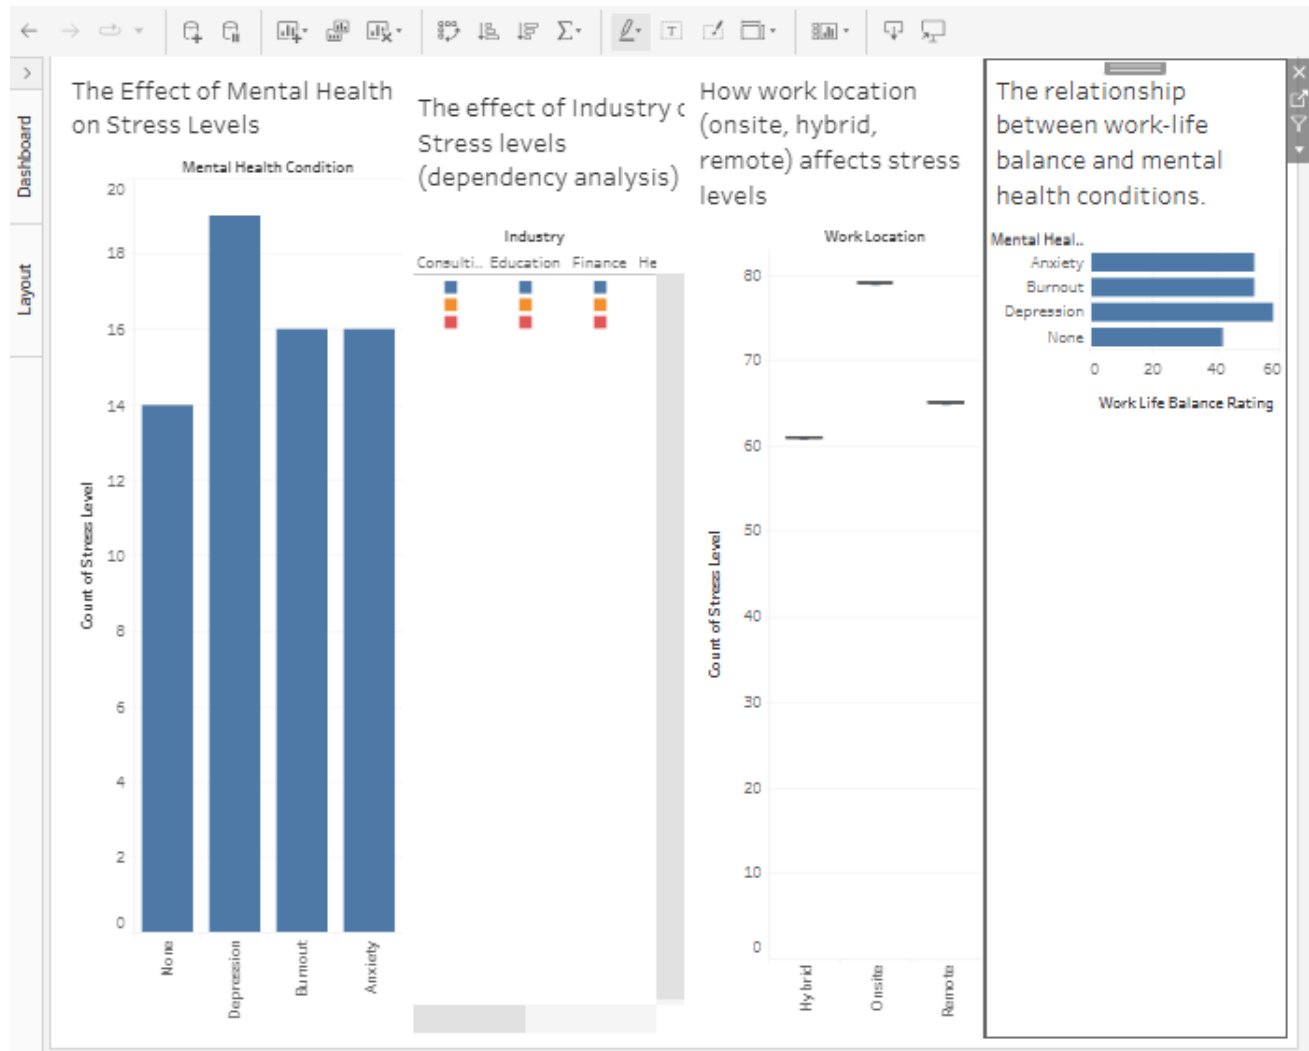 Dashboard
Layout
The Effect of Mental Health
on Stress Levels
Mental Health Condition
Count of Stress Level
20
18
16
14
12
10
8
6
4
2
0
None
Depression
Burnout
Anxiety
The effect of Industry
Stress levels
(dependency analysis)
Industry
Consulti.. Education Finance He
How work location
(onsite, hybrid,
remote) affects stress
levels
Work Location
Count of Stress Level
80
70
60
50
40
30
20
10
0
Hybrid
Onsite
Remote
The relationship
between work-life
balance and mental
health conditions.
Mental Heal..
Anxiety
Burnout
Depression
None
0 20 40 60
Work Life Balance Rating